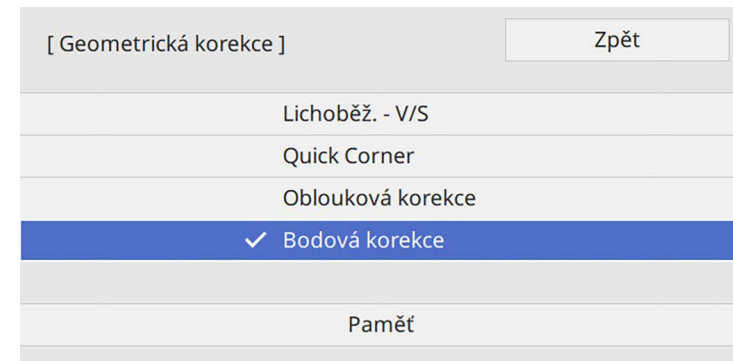 [ Geometrická korekce ]
Zpět
Lichoběž. - V/S
Quick Corner
Oblouková korekce
Bodová korekce
Paměť